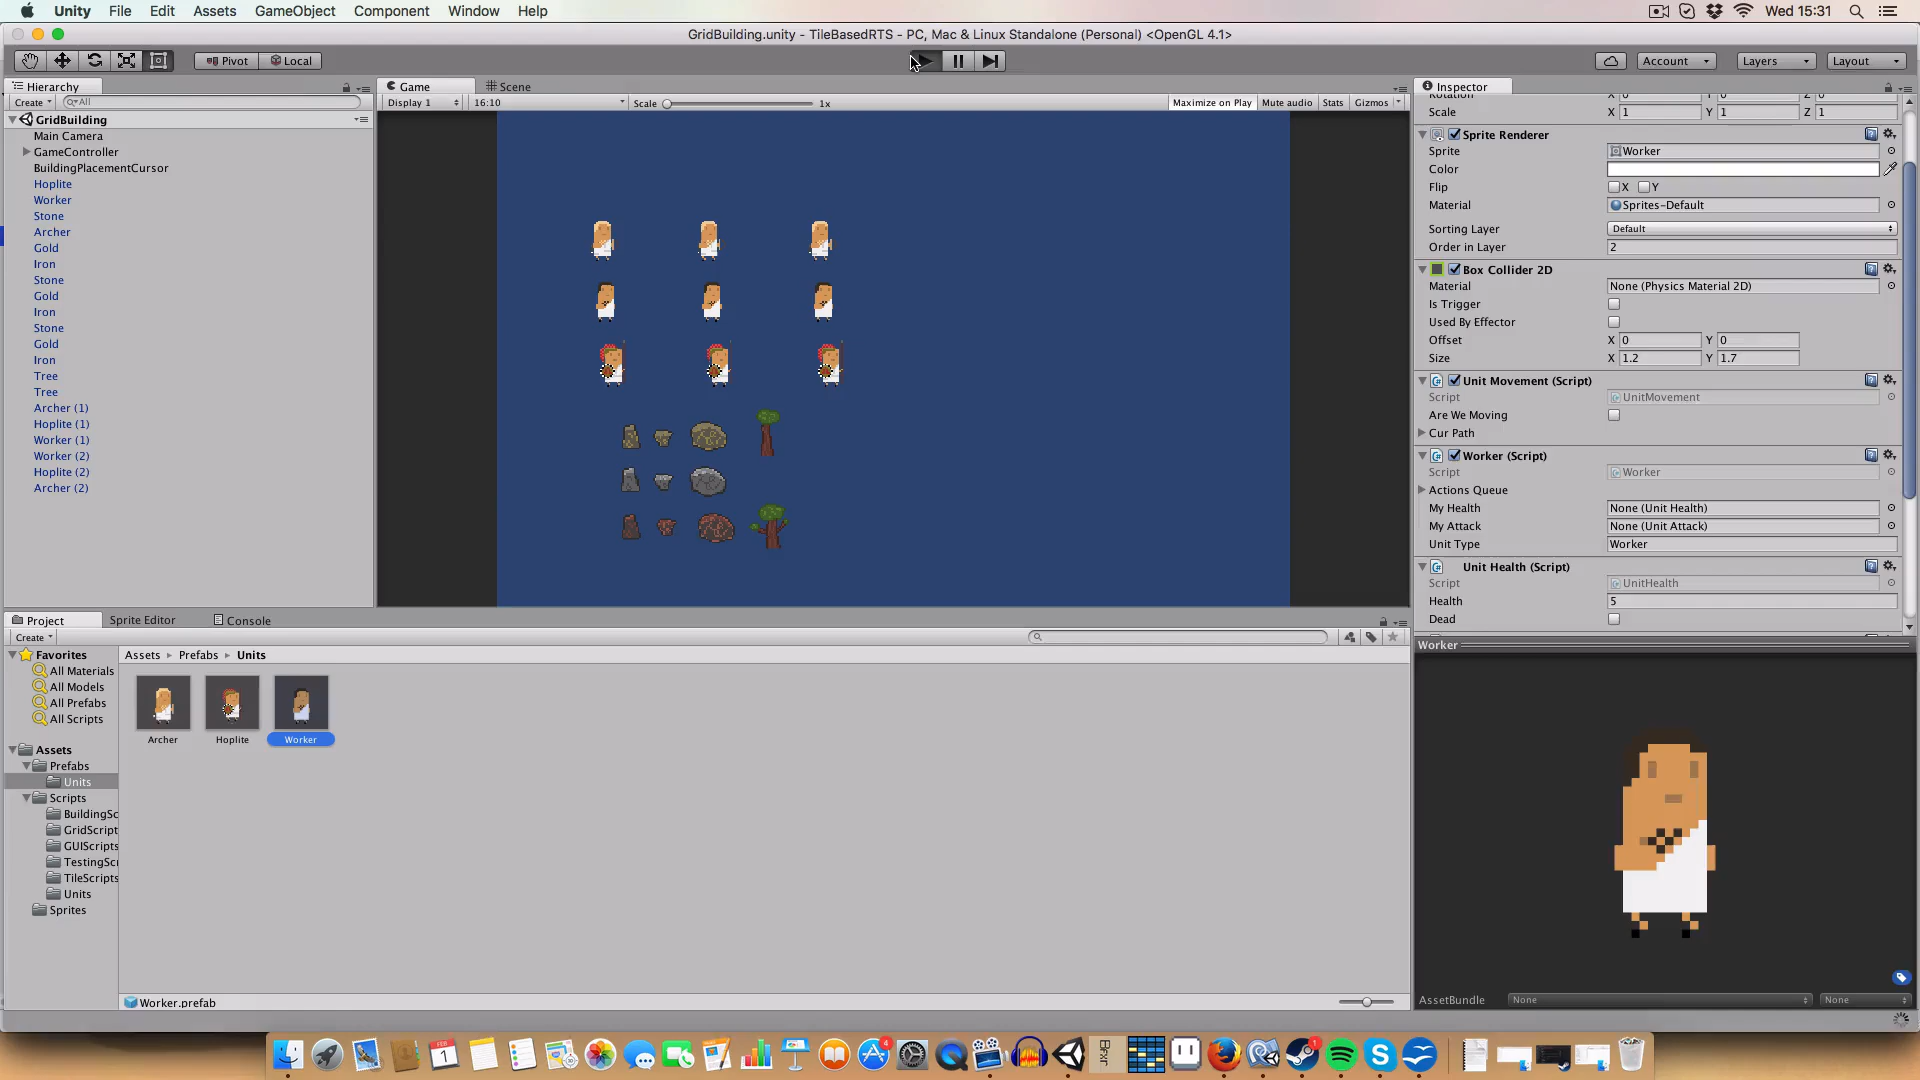 Unity File Edit Assets GameObject Component Window Help
Wed 15:31
GridBuilding.unity - TileBasedRTS - PC, Mac & Linux Standalone (Personal) <OpenGL 4.1>
Pivot Local
Account Layers Layout
Hierarchy
Create All
GridBuilding
Main Camera
GameController
BuildingPlacementCursor
Hoplite
Worker
Stone
Archer
Gold
Iron
Stone
Gold
Iron
Stone
Gold
Iron
Tree
Tree
Archer (1)
Hoplite (1)
Worker (1)
Worker (2)
Hoplite (2)
Archer (2)
Game Scene
Display 1 16:10 Scale 1x Maximize on Play Mute audio Stats Gizmos
Inspector
Rotation X 0 Y 0 Z 0
Scale X 1 Y 1 Z 1
Sprite Renderer
Sprite Worker
Color
Flip X Y
Material Sprites-Default
Sorting Layer Default
Order in Layer 2
Box Collider 2D
Material None (Physics Material 2D)
Is Trigger
Used By Effector
Offset X 0 Y 0
Size X 1.2 Y 1.7
Unit Movement (Script)
Script UnitMovement
Are We Moving
Cur Path
Worker (Script)
Script Worker
Actions Queue
My Health None (Unit Health)
My Attack None (Unit Attack)
Unit Type Worker
Unit Health (Script)
Script UnitHealth
Health 5
Dead
Worker
AssetBundle None None
Project Sprite Editor Console
Create
Favorites
All Materials
All Models
All Prefabs
All Scripts
Assets
Prefabs
Units
Scripts
BuildingSc
GridScript
GUIScripts
TestingScr
TileScripts
Units
Sprites
Assets Prefabs Units
Archer Hoplite Worker
Worker.prefab
FEB 1
4
1